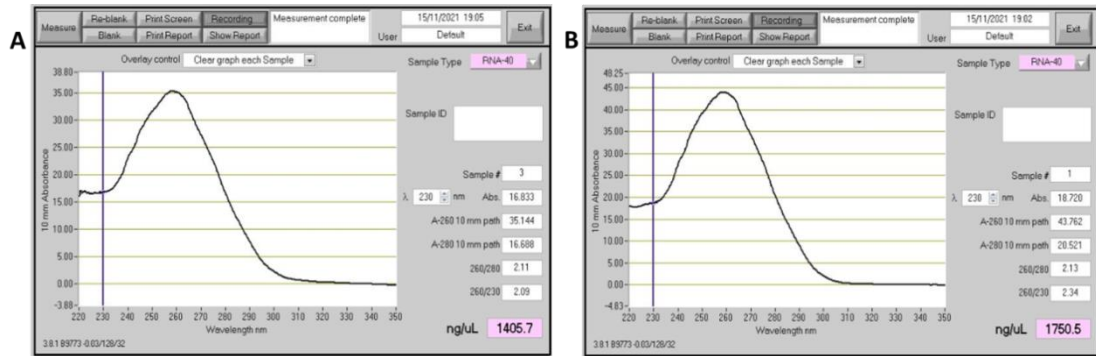 A
Measure
Re-blank
Print Screen
Recording
Blank
Print Report
Show Report
Measurement complete
15/11/2021 19:05
User
Default
Exit
Overlay control
Clear graph each Sample
Sample Type
RNA-40
Sample ID
Sample #
3
λ 230 nm Abs. 16.833
A-260 10 mm path 35.144
A-280 10 mm path 16.688
260/280 2.11
260/230 2.09
ng/uL 1405.7
10 mm Absorbance
38.80
35.00
30.00
25.00
20.00
15.00
10.00
5.00
0.00
-3.88
220 230 240 250 260 270 280 290 300 310 320 330 340 350
Wavelength nm
3.8.1 B9773 -0.03/128/32
B
Measure
Re-blank
Print Screen
Recording
Blank
Print Report
Show Report
Measurement complete
15/11/2021 19:02
User
Default
Exit
Overlay control
Clear graph each Sample
Sample Type
RNA-40
Sample ID
Sample #
1
λ 230 nm Abs. 18.720
A-260 10 mm path 43.762
A-280 10 mm path 20.521
260/280 2.13
260/230 2.34
ng/uL 1750.5
10 mm Absorbance
48.25
45.00
40.00
35.00
30.00
25.00
20.00
15.00
10.00
5.00
0.00
-4.83
220 230 240 250 260 270 280 290 300 310 320 330 340 350
Wavelength nm
3.8.1 B9773 -0.03/128/32